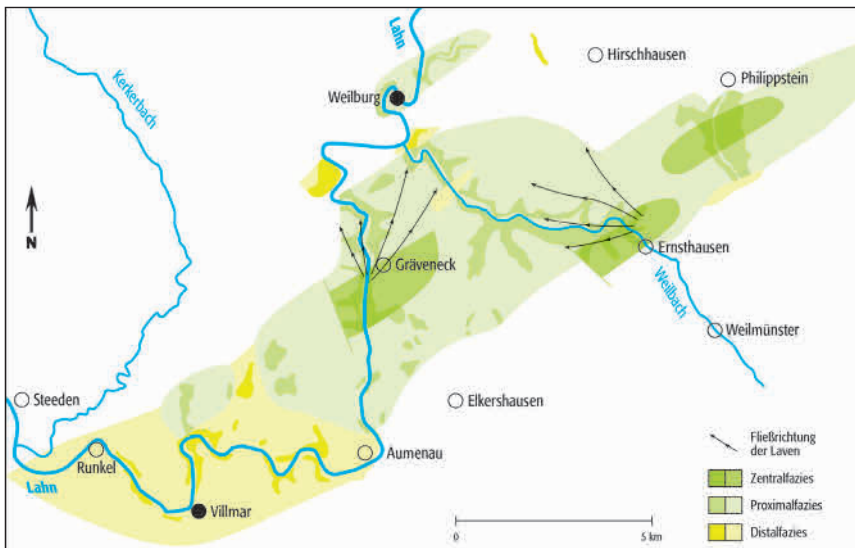 Lahn
Hirschhausen
Philippstein
Kerkerbach
Weilburg
N
Gräveneck
Ernsthausen
Weilbach
Weilmünster
Steeden
Elkershausen
Runkel
Aumenau
Lahn
Villmar
Fließrichtung
der Laven
Zentralfazies
Proximalfazies
Distalfazies
0
5 km